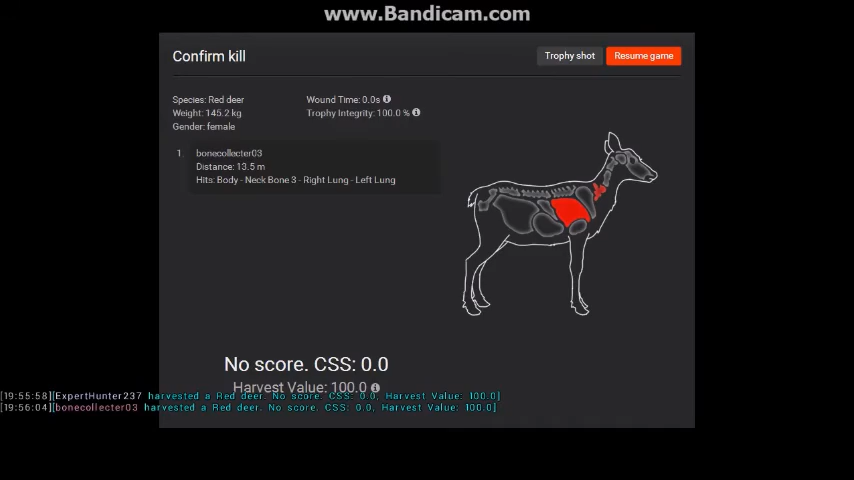 www.Bandicam.com
Confirm kill
Trophy shot
Resume game
Species: Red deer
Wound Time: 0.0s
Weight: 145.2 kg
Trophy Integrity: 100.0 %
Gender: female
1. bonecollecter03
Distance: 13.5 m
Hits: Body - Neck Bone 3 - Right Lung - Left Lung
No score. CSS: 0.0
Harvest Value: 100.0
[19:55:58][ExpertHunter237 harvested a Red deer. No score. CSS: 0.0, Harvest Value: 100.0]
[19:56:04][bonecollecter03 harvested a Red deer. No score. CSS: 0.0, Harvest Value: 100.0]